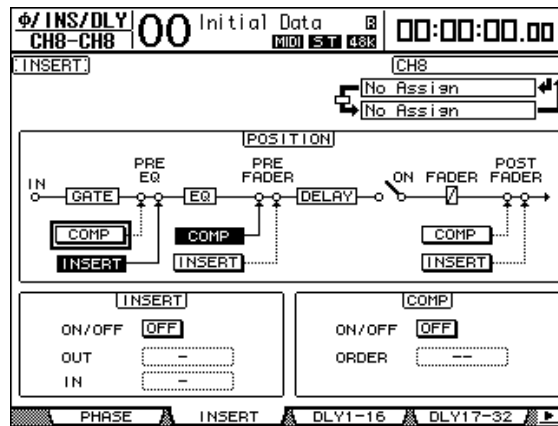 Φ/INS/DLY
CH8-CH8
00
Initial Data
MIDI ST 48K
00:00:00.00
INSERT
CH8
No Assign
No Assign
POSITION
PRE EQ
PRE FADER
POST FADER
IN
GATE
EQ
DELAY
ON
FADER
COMP
COMP
COMP
INSERT
INSERT
INSERT
INSERT
ON/OFF OFF
OUT -
IN -
COMP
ON/OFF OFF
ORDER --
PHASE
INSERT
DLY1-16
DLY17-32